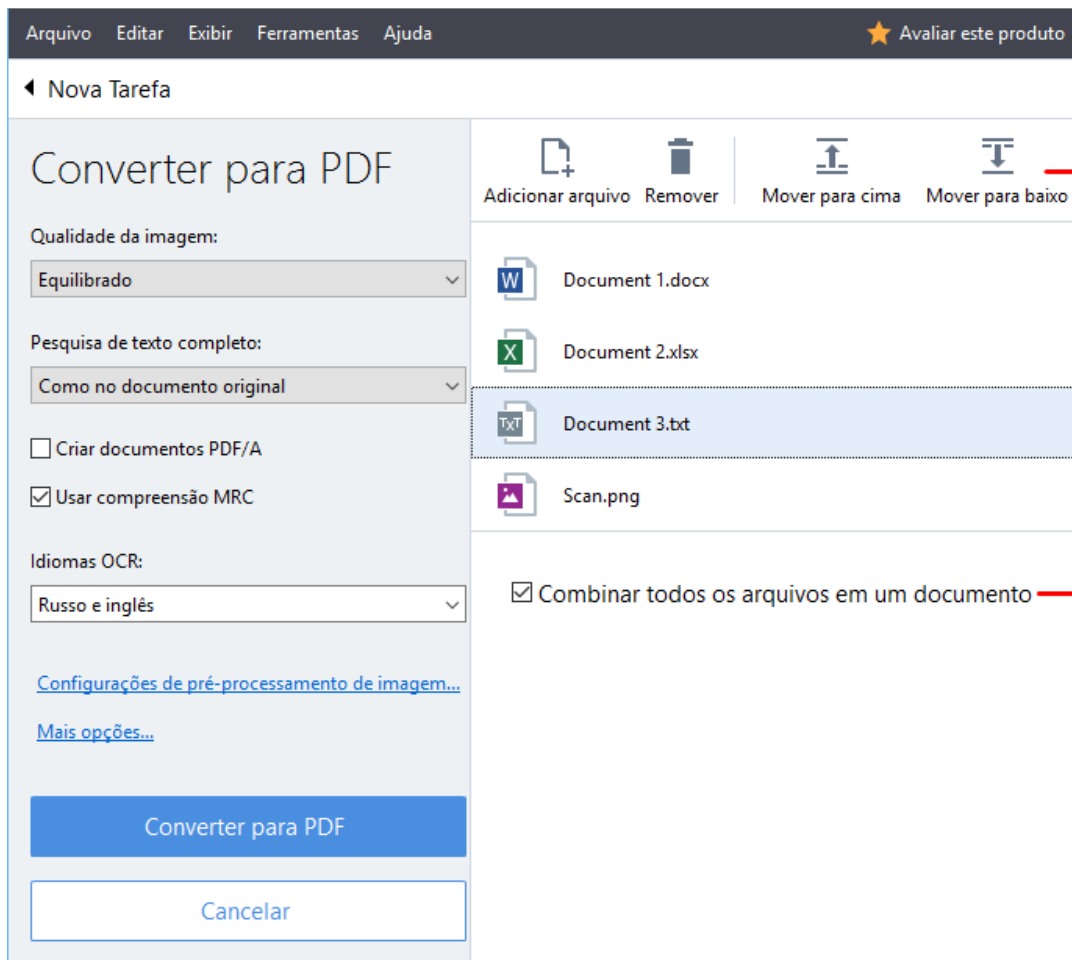 Arquivo Editar Exibir Ferramentas Ajuda Avaliar este produto
Nova Tarefa
Converter para PDF
Qualidade da imagem:
Equilibrado
Pesquisa de texto completo:
Como no documento original
Criar documentos PDF/A
Usar compreensão MRC
Idiomas OCR:
Russo e inglês
Configurações de pré-processamento de imagem...
Mais opções...
Converter para PDF
Cancelar
Adicionar arquivo Remover Mover para cima Mover para baixo
W Document 1.docx
X Document 2.xlsx
TXT Document 3.txt
Scan.png
Combinar todos os arquivos em um documento